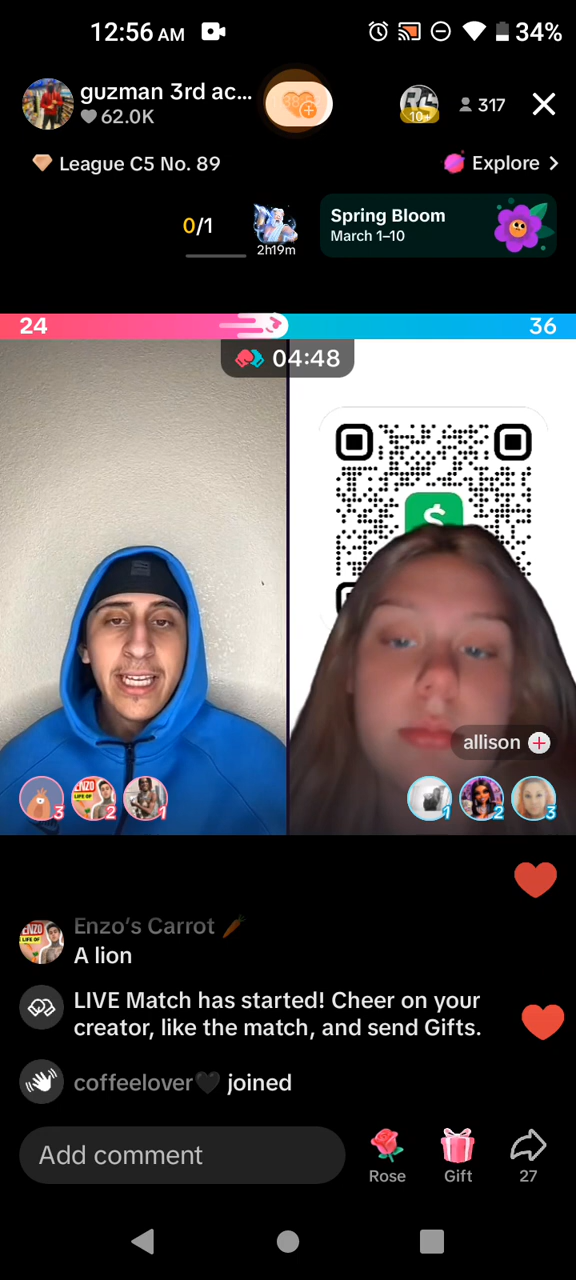 12:56 AM
34%
guzman 3rd ac...
62.0K
10+
317
League C5 No. 89
Explore
0/1
2h19m
Spring Bloom
March 1–10
24
36
04:48
$
allison
ENZO
LIFE OF
3
2
1
1
2
3
Enzo's Carrot 🥕
A lion
LIVE Match has started! Cheer on your
creator, like the match, and send Gifts.
coffeelover🖤 joined
Add comment
Rose
Gift
27